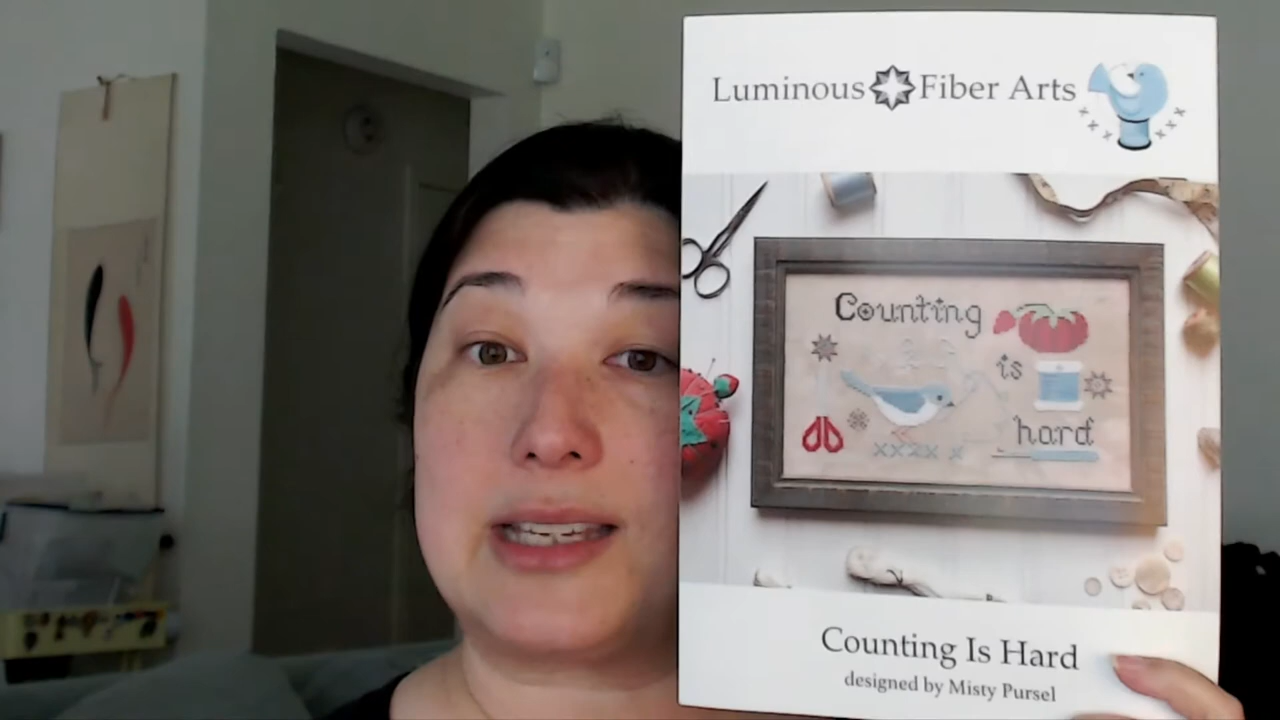 Luminous Fiber Arts
Counting
is
hard
Counting Is Hard
designed by Misty Pursel